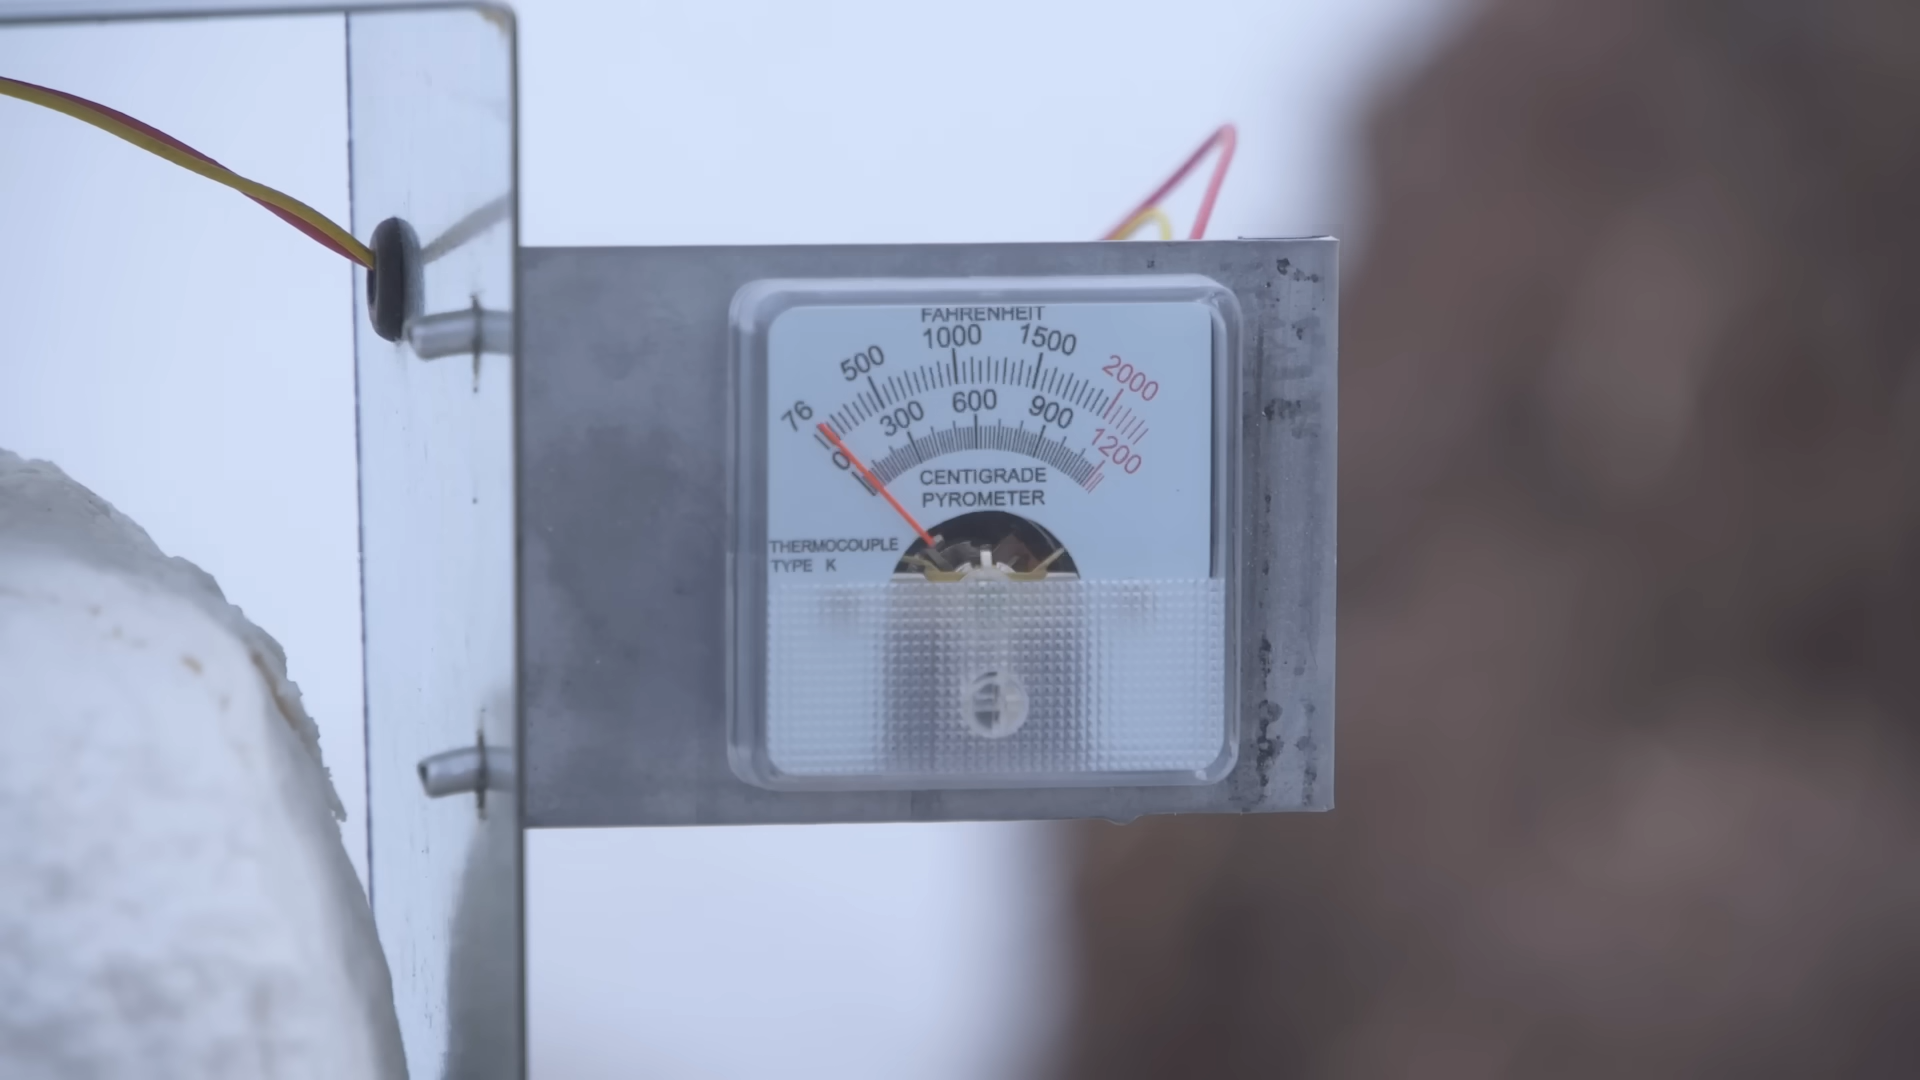 FAHRENHEIT
76 500 1000 1500 2000
0 300 600 900 1200
CENTIGRADE
PYROMETER
THERMOCOUPLE
TYPE K